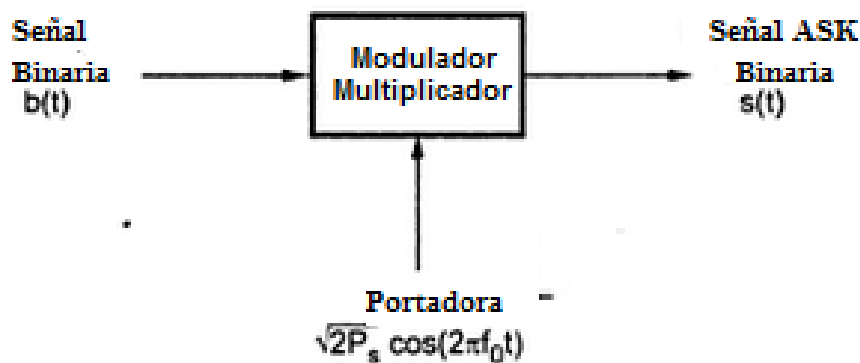 Señal
Binaria
b(t)
Modulador
Multiplicador
Señal ASK
Binaria
s(t)
Portadora
√2Pₛ cos(2πf₀t)